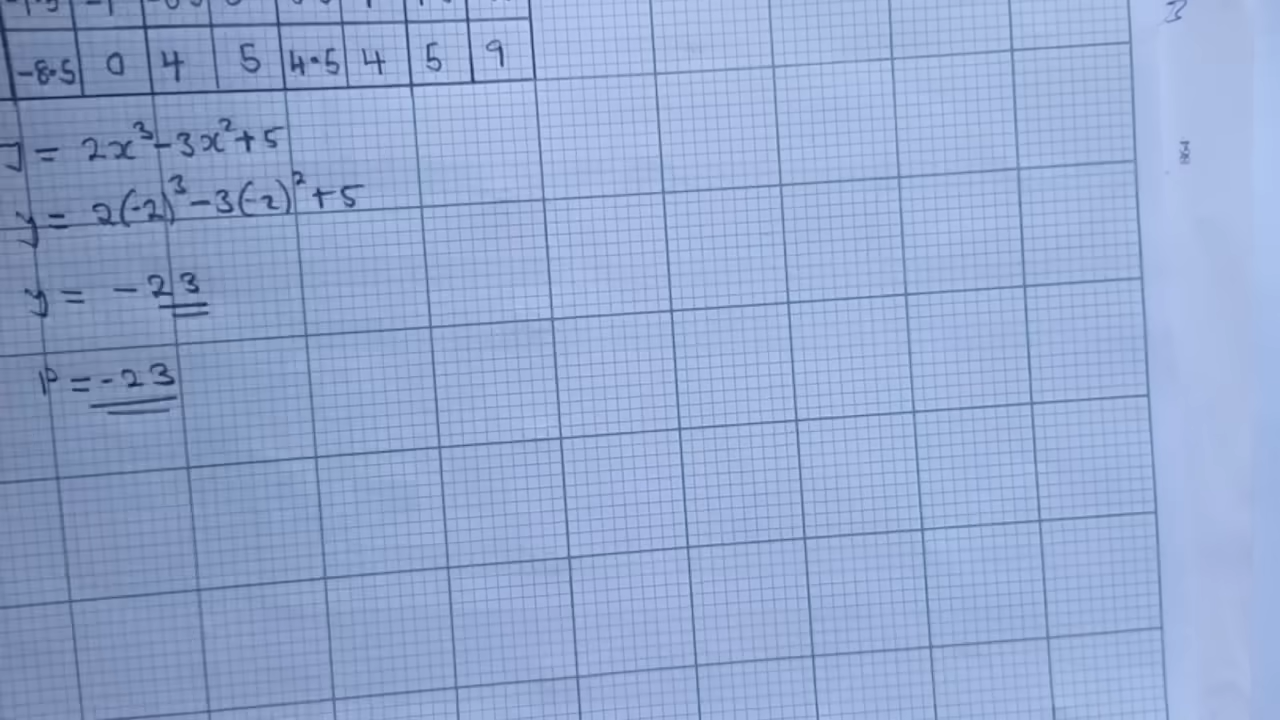 -8.5 0 4 5 4.5 4 5 9
y = 2x³-3x²+5
y = 2(-2)³-3(-2)²+5
y = -23
P = -23